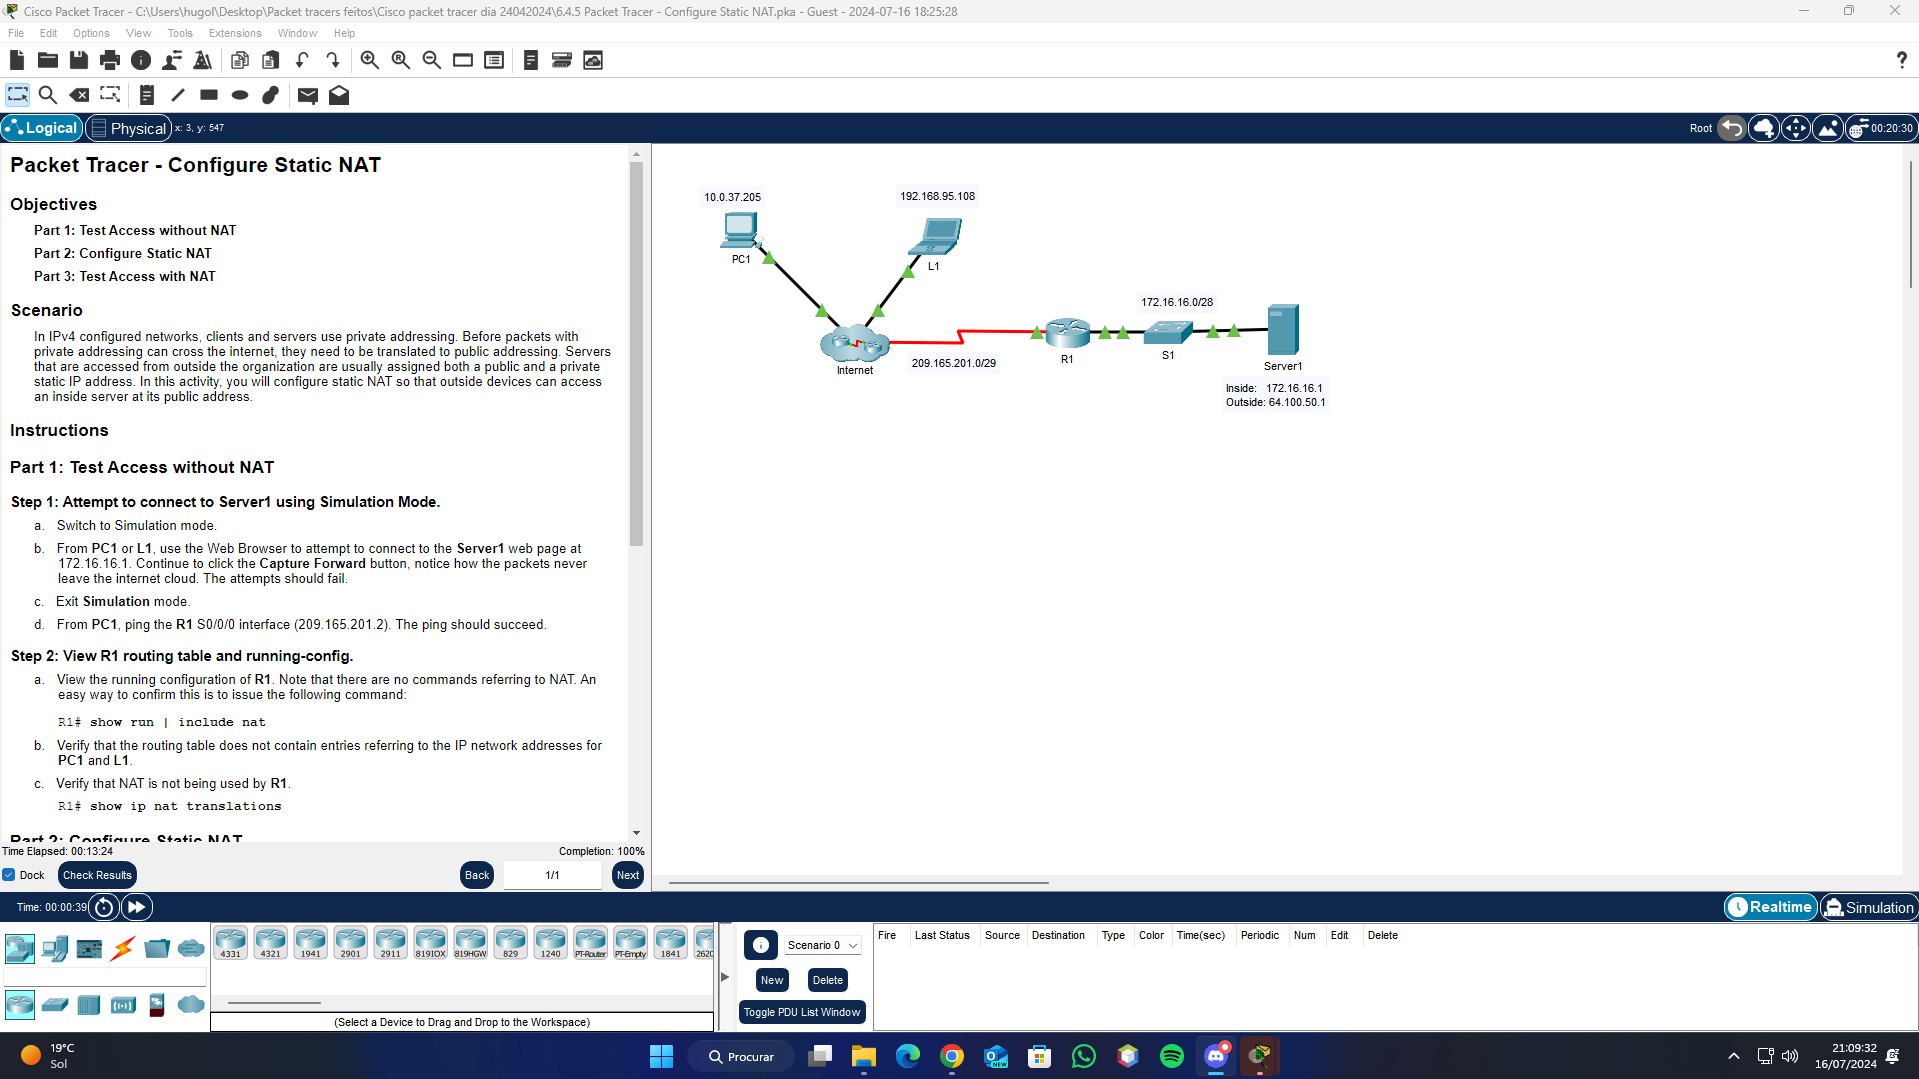 Cisco Packet Tracer - C:\Users\hugol\Desktop\Packet tracers feitos\Cisco packet tracer dia 24042024\6.4.5 Packet Tracer - Configure Static NAT.pka - Guest - 2024-07-16 18:25:28
File Edit Options View Tools Extensions Window Help
Logical Physical x: 3, y: 547 Root 00:20:30
Packet Tracer - Configure Static NAT
Objectives
Part 1: Test Access without NAT
Part 2: Configure Static NAT
Part 3: Test Access with NAT
Scenario
In IPv4 configured networks, clients and servers use private addressing. Before packets with
private addressing can cross the internet, they need to be translated to public addressing. Servers
that are accessed from outside the organization are usually assigned both a public and a private
static IP address. In this activity, you will configure static NAT so that outside devices can access
an inside server at its public address.
Instructions
Part 1: Test Access without NAT
Step 1: Attempt to connect to Server1 using Simulation Mode.
a. Switch to Simulation mode.
b. From PC1 or L1, use the Web Browser to attempt to connect to the Server1 web page at
172.16.16.1. Continue to click the Capture Forward button, notice how the packets never
leave the internet cloud. The attempts should fail.
c. Exit Simulation mode.
d. From PC1, ping the R1 S0/0/0 interface (209.165.201.2). The ping should succeed.
Step 2: View R1 routing table and running-config.
a. View the running configuration of R1. Note that there are no commands referring to NAT. An
easy way to confirm this is to issue the following command:
R1# show run | include nat
b. Verify that the routing table does not contain entries referring to the IP network addresses for
PC1 and L1.
c. Verify that NAT is not being used by R1.
R1# show ip nat translations
Part 2: Configure Static NAT
Time Elapsed: 00:13:24 Completion: 100%
Dock Check Results Back 1/1 Next
10.0.37.205
PC1
192.168.95.108
L1
Internet
209.165.201.0/29
R1
172.16.16.0/28
S1
Server1
Inside: 172.16.16.1
Outside: 64.100.50.1
Time: 00:00:39 Realtime Simulation
4331 4321 1941 2901 2911 819IOX 819HGW 829 1240 PT-Router PT-Empty 1841 2620
(Select a Device to Drag and Drop to the Workspace)
Scenario 0
New Delete
Toggle PDU List Window
Fire Last Status Source Destination Type Color Time(sec) Periodic Num Edit Delete
19°C
Sol
Procurar
NEW
21:09:32
16/07/2024